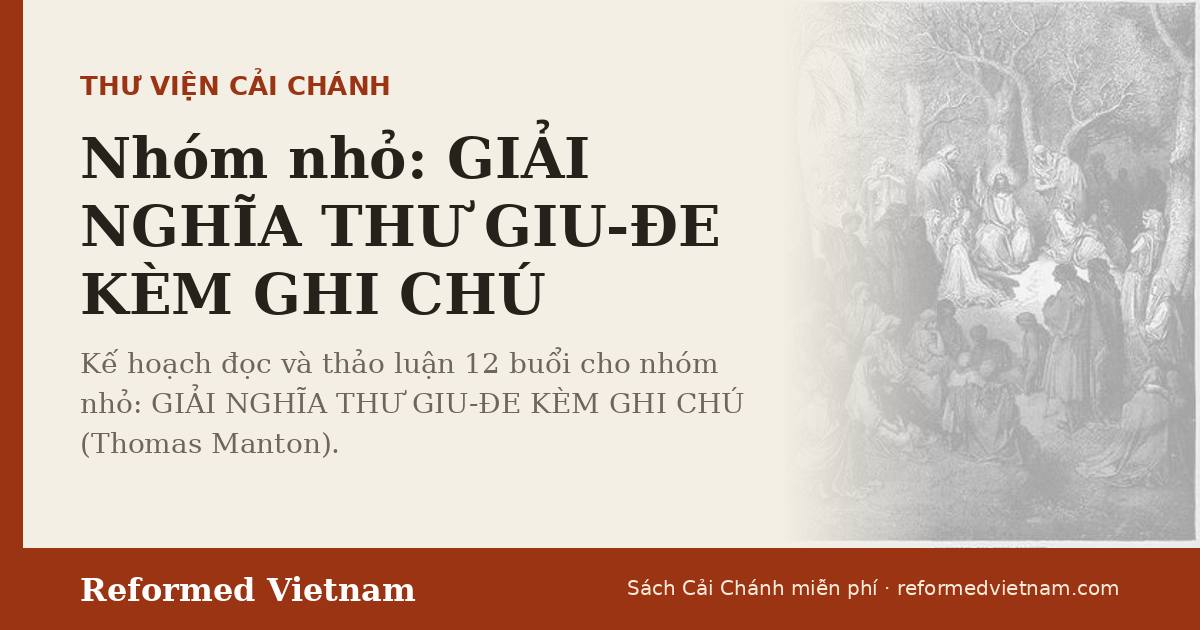 THƯ VIỆN CẢI CHÁNH
Nhóm nhỏ: GIẢI
NGHĨA THƯ GIU-ĐE
KÈM GHI CHÚ
Kế hoạch đọc và thảo luận 12 buổi cho nhóm
nhỏ: GIẢI NGHĨA THƯ GIU-ĐE KÈM GHI CHÚ
(Thomas Manton).
Reformed Vietnam
Sách Cải Chánh miễn phí · reformedvietnam.com